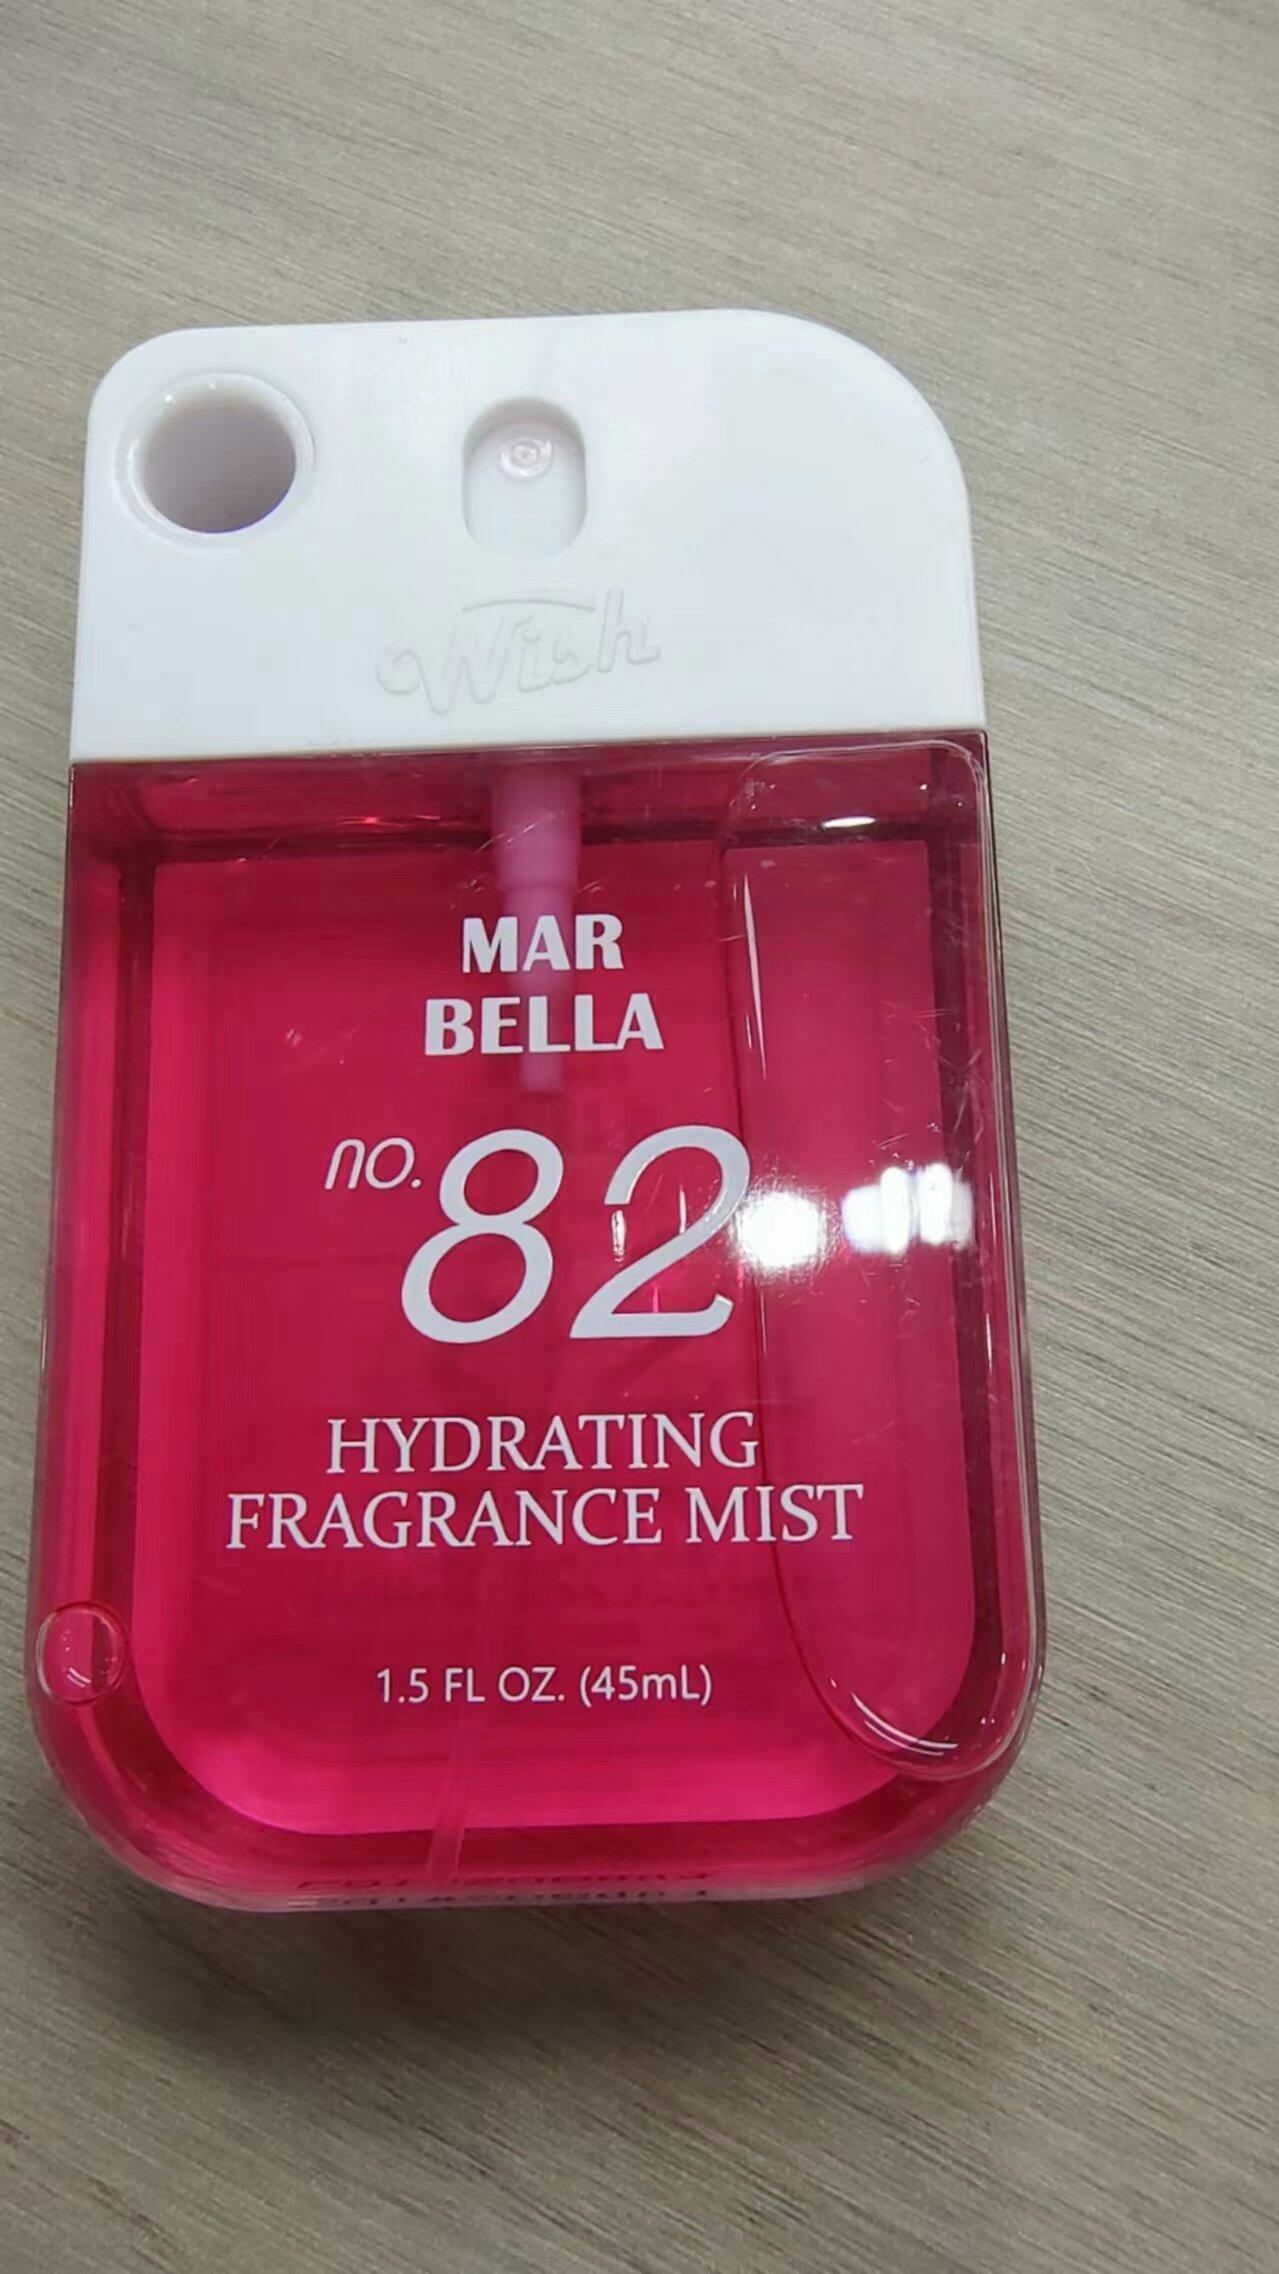 Wish
MAR
BELLA
no. 82
HYDRATING
FRAGRANCE MIST
1.5 FL OZ. (45mL)